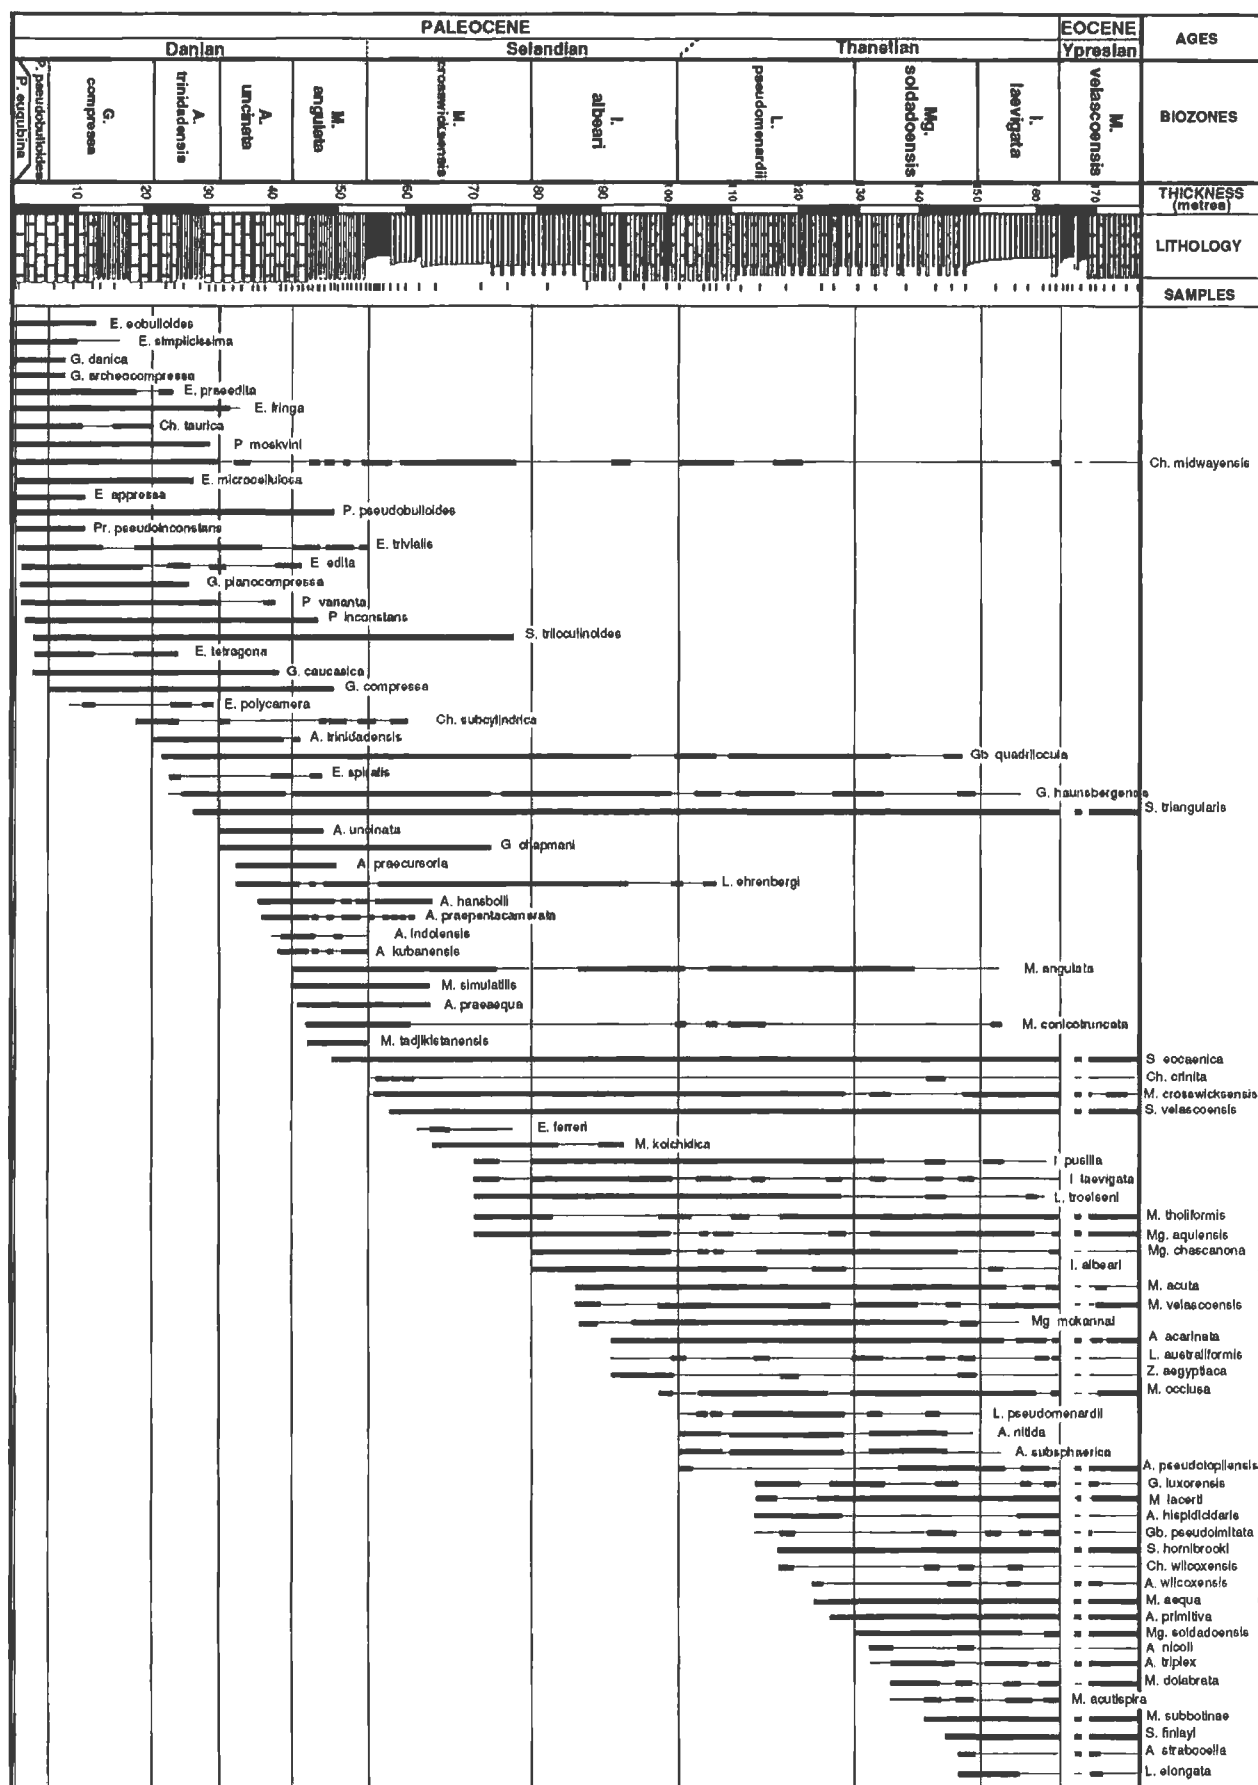 PALEOCENE
EOCENE
AGES
Danian
Selandian
Thanetian
Ypresian
P. eugubina
P. pseudobulloides
G. compressa
A. trinidadensis
A. uncinata
M. angulata
M. crosswicksensis
I. albeari
L. pseudomenardii
Mg. soldadoensis
I. laevigata
M. velascoensis
BIOZONES
10
20
30
40
50
60
70
80
90
100
110
120
130
140
150
160
170
THICKNESS
(metres)
LITHOLOGY
SAMPLES
E. eobulloides
E. simplicissima
G. danica
G. archeocompressa
E. praeedita
E. fringa
Ch. taurica
P. moskvini
Ch. midwayensis
E. microcellulosa
E. appressa
P. pseudobulloides
Pr. pseudoinconstans
E. trivialis
E. edita
G. planocompressa
P. varianta
P. inconstans
S. triloculinoides
E. tetragona
G. caucasica
G. compressa
E. polycamera
Ch. subcylindrica
A. trinidadensis
Gb. quadrilocula
E. spiralis
G. haunsbergensis
S. triangularis
A. uncinata
G. chapmani
A. praecursoria
L. ehrenbergi
A. hansbolli
A. praepentacamerata
A. indolensis
A. kubanensis
M. angulata
M. simulatilis
A. praeaequa
M. conicotruncata
M. tadjikistanensis
S. eocaenica
Ch. crinita
M. crosswicksensis
S. velascoensis
E. ferreri
M. kolchidica
I. pusilla
I. laevigata
L. troelseni
M. tholiformis
Mg. aquiensis
Mg. chascanona
I. albeari
M. acuta
M. velascoensis
Mg. mckannai
A. acarinata
L. australiformis
Z. aegyptiaca
M. occlusa
L. pseudomenardii
A. nitida
A. subsphaerica
A. pseudotopilensis
G. luxorensis
M. lacerti
A. hispidicidaris
Gb. pseudoimitata
S. hornibrooki
Ch. wilcoxensis
A. wilcoxensis
M. aequa
A. primitiva
Mg. soldadoensis
A. nicoli
A. triplex
M. dolabrata
M. acutispira
M. subbotinae
S. finlayi
A. strabocella
L. elongata